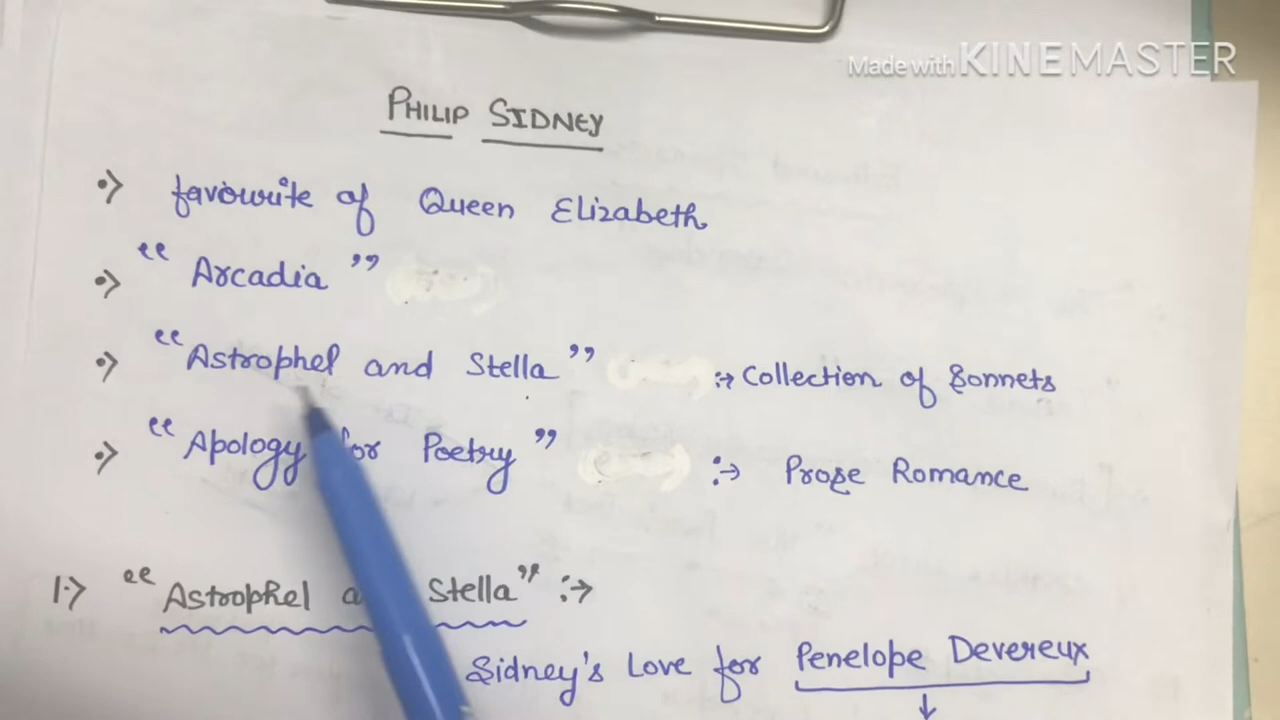 Made with KINEMASTER
PHILIP SIDNEY
favourite of Queen Elizabeth
"Arcadia"
"Astrophel and Stella" :→ Collection of Sonnets
"Apology for Poetry" :→ Prose Romance
1:→ "Astrophel a Stella" :→
Sidney's Love for Penelope Devereux